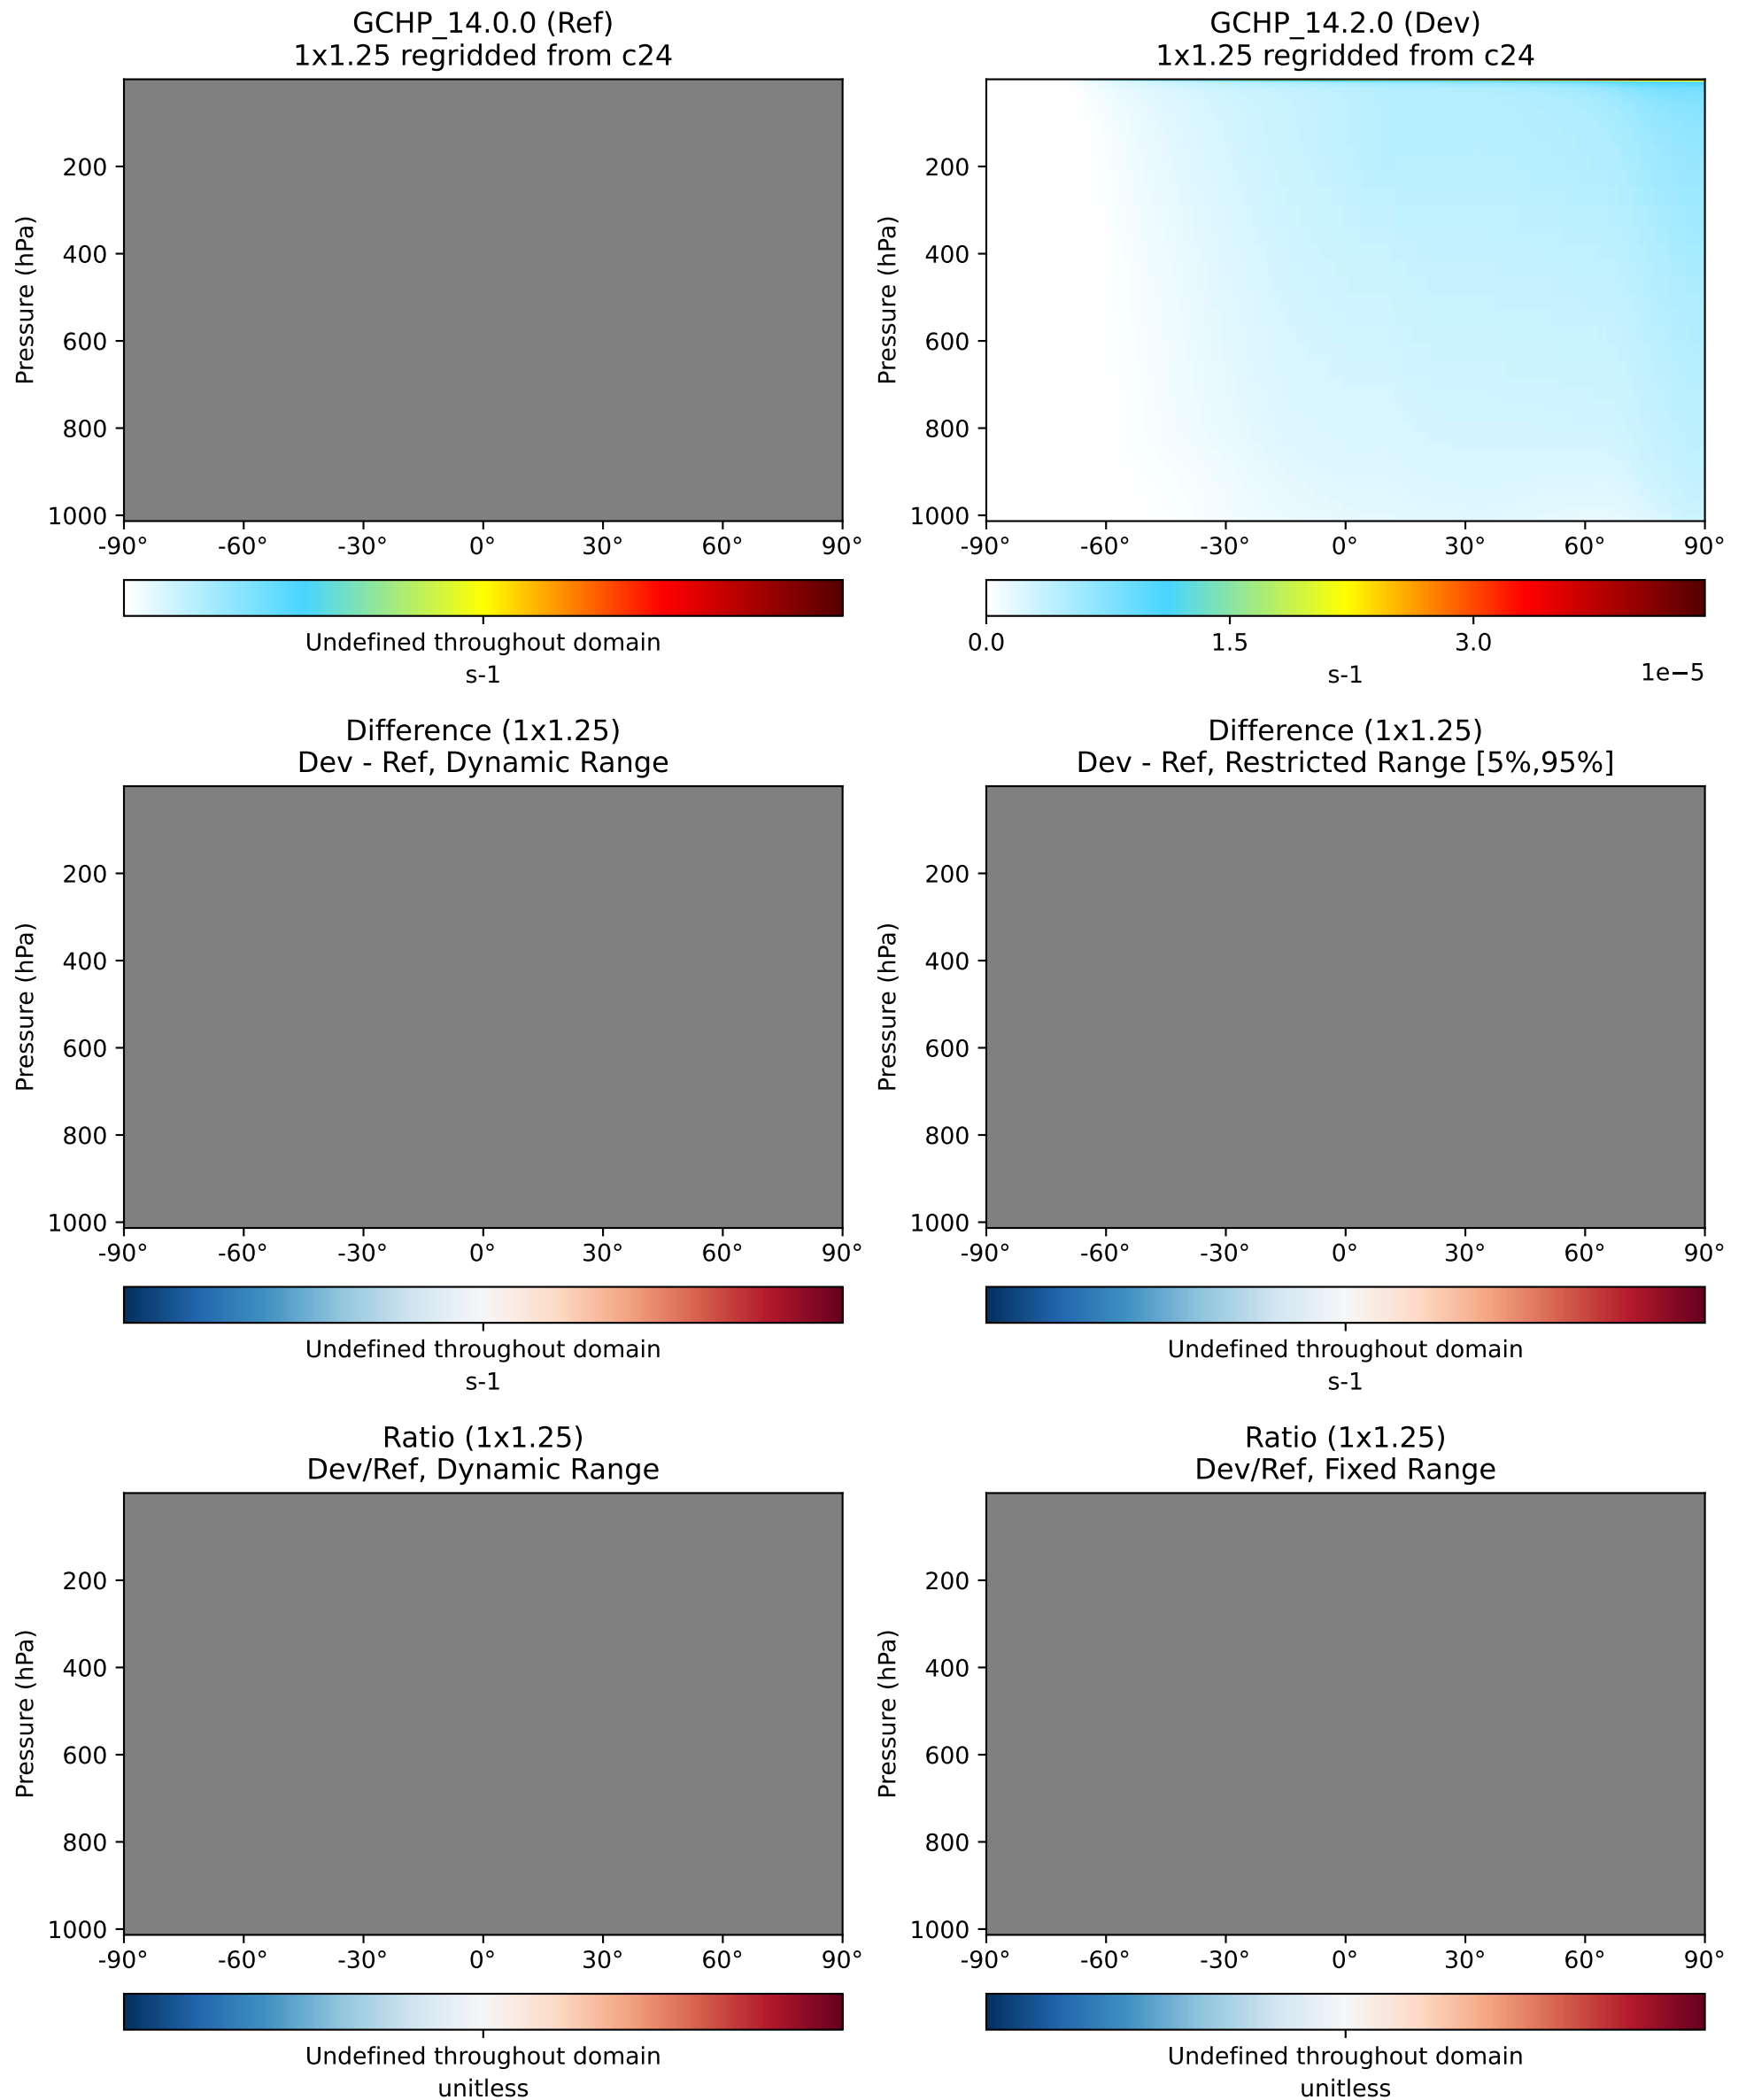 GCHP_14.0.0 (Ref)
1x1.25 regridded from c24
Pressure (hPa)
200
400
600
800
1000
-90° -60° -30° 0° 30° 60° 90°
Undefined throughout domain
s-1
GCHP_14.2.0 (Dev)
1x1.25 regridded from c24
Pressure (hPa)
200
400
600
800
1000
-90° -60° -30° 0° 30° 60° 90°
0.0 1.5 3.0
s-1
1e−5
Difference (1x1.25)
Dev - Ref, Dynamic Range
Pressure (hPa)
200
400
600
800
1000
-90° -60° -30° 0° 30° 60° 90°
Undefined throughout domain
s-1
Difference (1x1.25)
Dev - Ref, Restricted Range [5%,95%]
Pressure (hPa)
200
400
600
800
1000
-90° -60° -30° 0° 30° 60° 90°
Undefined throughout domain
s-1
Ratio (1x1.25)
Dev/Ref, Dynamic Range
Pressure (hPa)
200
400
600
800
1000
-90° -60° -30° 0° 30° 60° 90°
Undefined throughout domain
unitless
Ratio (1x1.25)
Dev/Ref, Fixed Range
Pressure (hPa)
200
400
600
800
1000
-90° -60° -30° 0° 30° 60° 90°
Undefined throughout domain
unitless